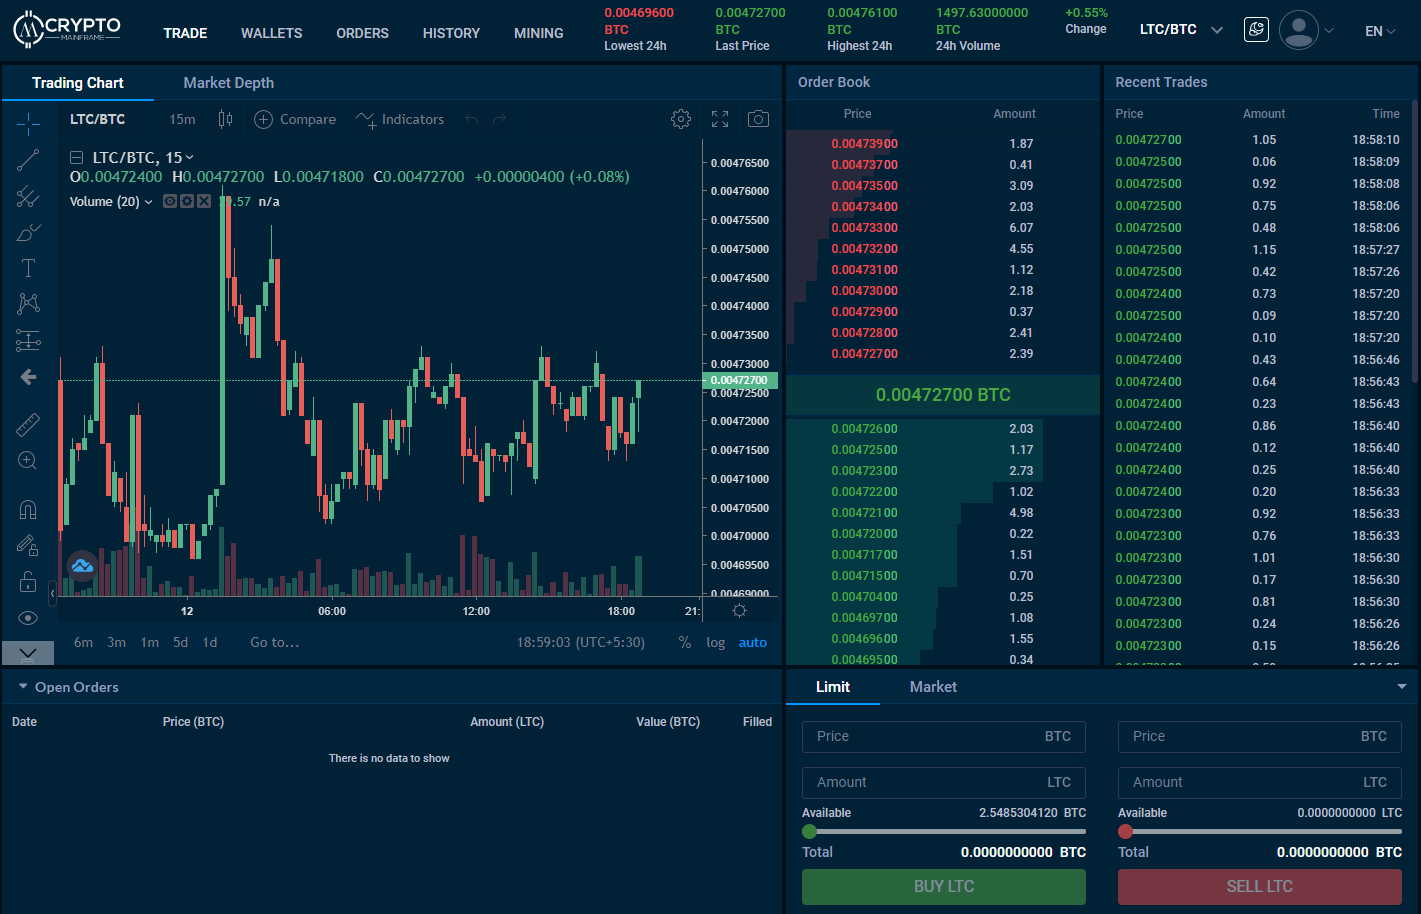 CRYPTO
MAINFRAME
TRADE
WALLETS
ORDERS
HISTORY
MINING
0.00469600
BTC
Lowest 24h
0.00472700
BTC
Last Price
0.00476100
BTC
Highest 24h
1497.63000000
BTC
24h Volume
+0.55%
Change
LTC/BTC
EN
Trading Chart
Market Depth
LTC/BTC
15m
Compare
Indicators
LTC/BTC, 15
O0.00472400 H0.00472700 L0.00471800 C0.00472700 +0.00000400 (+0.08%)
Volume (20)
n/a
0.00476500
0.00476000
0.00475500
0.00475000
0.00474500
0.00474000
0.00473500
0.00473000
0.00472700
0.00472500
0.00472000
0.00471500
0.00471000
0.00470500
0.00470000
0.00469500
0.00469000
12
06:00
12:00
18:00
21:
6m
3m
1m
5d
1d
Go to...
18:59:03 (UTC+5:30)
%
log
auto
Order Book
Price Amount
0.00473900 1.87
0.00473700 0.41
0.00473500 3.09
0.00473400 2.03
0.00473300 6.07
0.00473200 4.55
0.00473100 1.12
0.00473000 2.18
0.00472900 0.37
0.00472800 2.41
0.00472700 2.39
0.00472700 BTC
0.00472600 2.03
0.00472500 1.17
0.00472300 2.73
0.00472200 1.02
0.00472100 4.98
0.00472000 0.22
0.00471700 1.51
0.00471500 0.70
0.00470400 0.25
0.00469700 1.08
0.00469600 1.55
0.00469500 0.34
Recent Trades
Price Amount Time
0.00472700 1.05 18:58:10
0.00472500 0.06 18:58:09
0.00472500 0.92 18:58:08
0.00472500 0.75 18:58:06
0.00472500 0.48 18:58:06
0.00472500 1.15 18:57:27
0.00472500 0.42 18:57:26
0.00472400 0.73 18:57:20
0.00472500 0.09 18:57:20
0.00472400 0.10 18:57:20
0.00472400 0.43 18:56:46
0.00472400 0.64 18:56:43
0.00472400 0.23 18:56:43
0.00472400 0.86 18:56:40
0.00472400 0.12 18:56:40
0.00472400 0.25 18:56:40
0.00472400 0.20 18:56:33
0.00472300 0.92 18:56:33
0.00472300 0.76 18:56:33
0.00472300 1.01 18:56:30
0.00472300 0.17 18:56:30
0.00472300 0.81 18:56:30
0.00472300 0.24 18:56:26
0.00472300 0.15 18:56:26
Open Orders
Date Price (BTC) Amount (LTC) Value (BTC) Filled
There is no data to show
Limit
Market
Price BTC
Amount LTC
Available 2.5485304120 BTC
Total 0.0000000000 BTC
BUY LTC
Price BTC
Amount LTC
Available 0.0000000000 LTC
Total 0.0000000000 BTC
SELL LTC